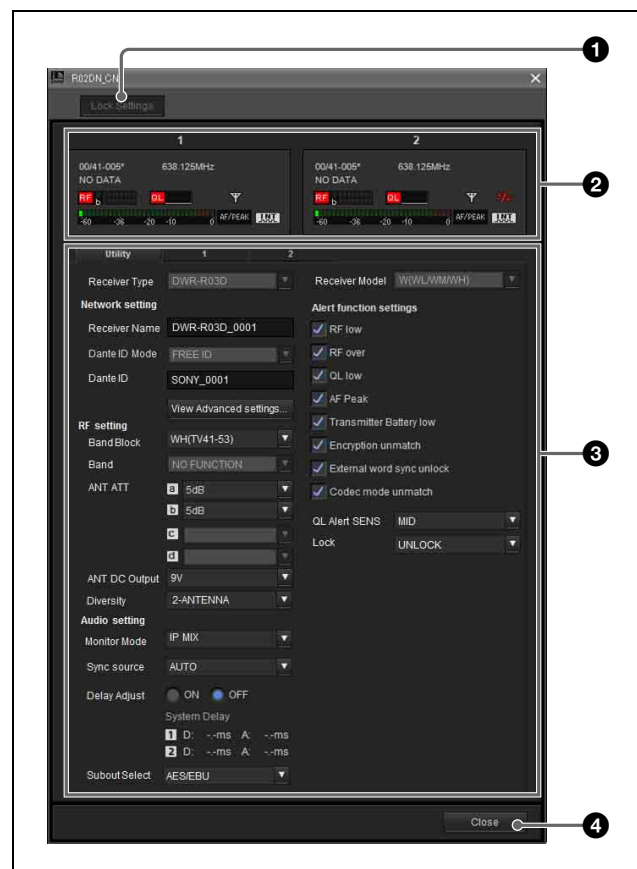 1
R02DN_CN
Lock Settings
1 2
00/41-005* 638.125MHz 00/41-005* 638.125MHz
NO DATA NO DATA
RF b QL RF b QL -/-
-60 -36 -20 -10 0 AF/PEAK INT -60 -36 -20 -10 0 AF/PEAK INT
2
Utility 1 2
Receiver Type DWR-R03D Receiver Model W(WL/WM/WH)
Network setting Alert function settings
Receiver Name DWR-R03D_0001 RF low
Dante ID Mode FREE ID RF over
Dante ID SONY_0001 QL low
View Advanced settings... AF Peak
RF setting Transmitter Battery low
Band Block WH(TV41-53) Encryption unmatch
Band NO FUNCTION External word sync unlock
3
ANT ATT a 5dB Codec mode unmatch
b 5dB QL Alert SENS MID
c Lock UNLOCK
d
ANT DC Output 9V
Diversity 2-ANTENNA
Audio setting
Monitor Mode IP MIX
Sync source AUTO
Delay Adjust ON OFF
System Delay
1 D: -.-ms A: -.-ms
2 D: -.-ms A: -.-ms
Subout Select AES/EBU
Close
4